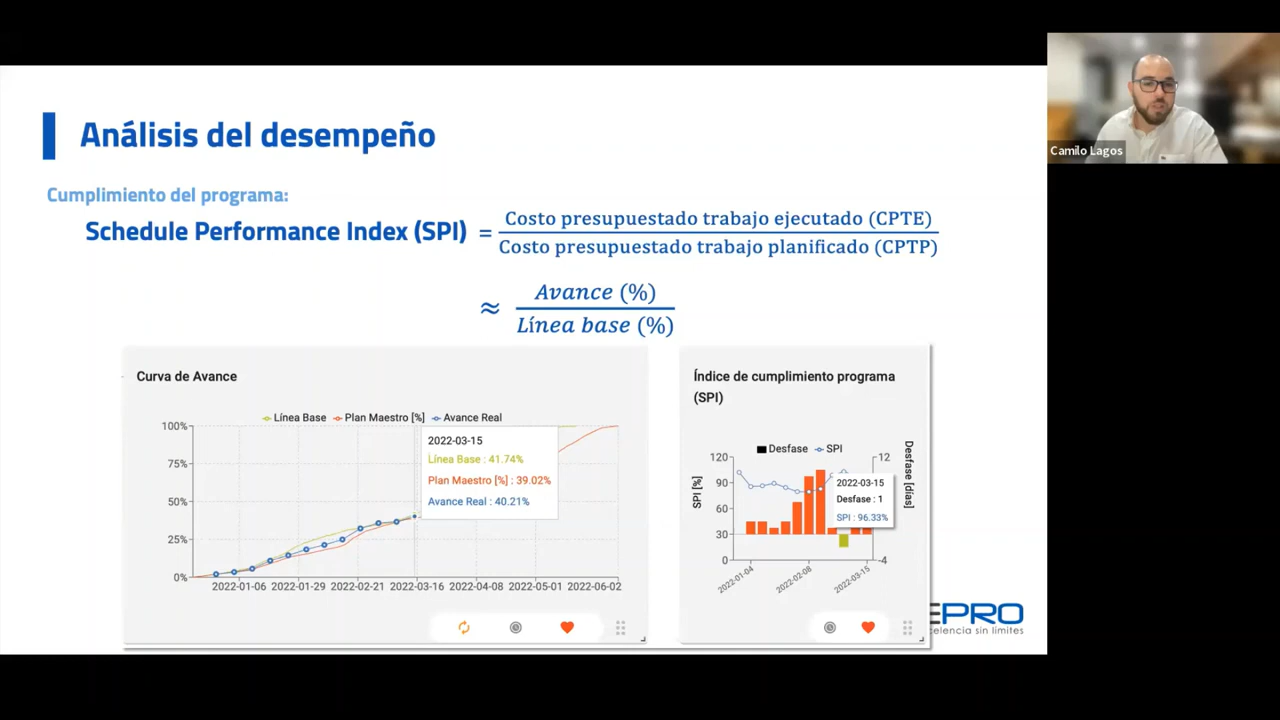 Análisis del desempeño
Cumplimiento del programa:
Schedule Performance Index (SPI) = Costo presupuestado trabajo ejecutado (CPTE)
Costo presupuestado trabajo planificado (CPTP)
≈ Avance (%)
Línea base (%)
Curva de Avance
Línea Base Plan Maestro [%] Avance Real
100%
75%
50%
25%
0%
2022-03-15
Línea Base : 41.74%
Plan Maestro [%] : 39.02%
Avance Real : 40.21%
2022-01-06 2022-01-29 2022-02-21 2022-03-16 2022-04-08 2022-05-01 2022-06-02
Índice de cumplimiento programa
(SPI)
Desfase SPI
SPI [%]
120
90
60
30
0
Desfase [días]
12
-4
2022-03-15
Desfase : 1
SPI : 96.33%
2022-01-04 2022-02-08 2022-03-15
EPRO
celencia sin límites
Camilo Lagos